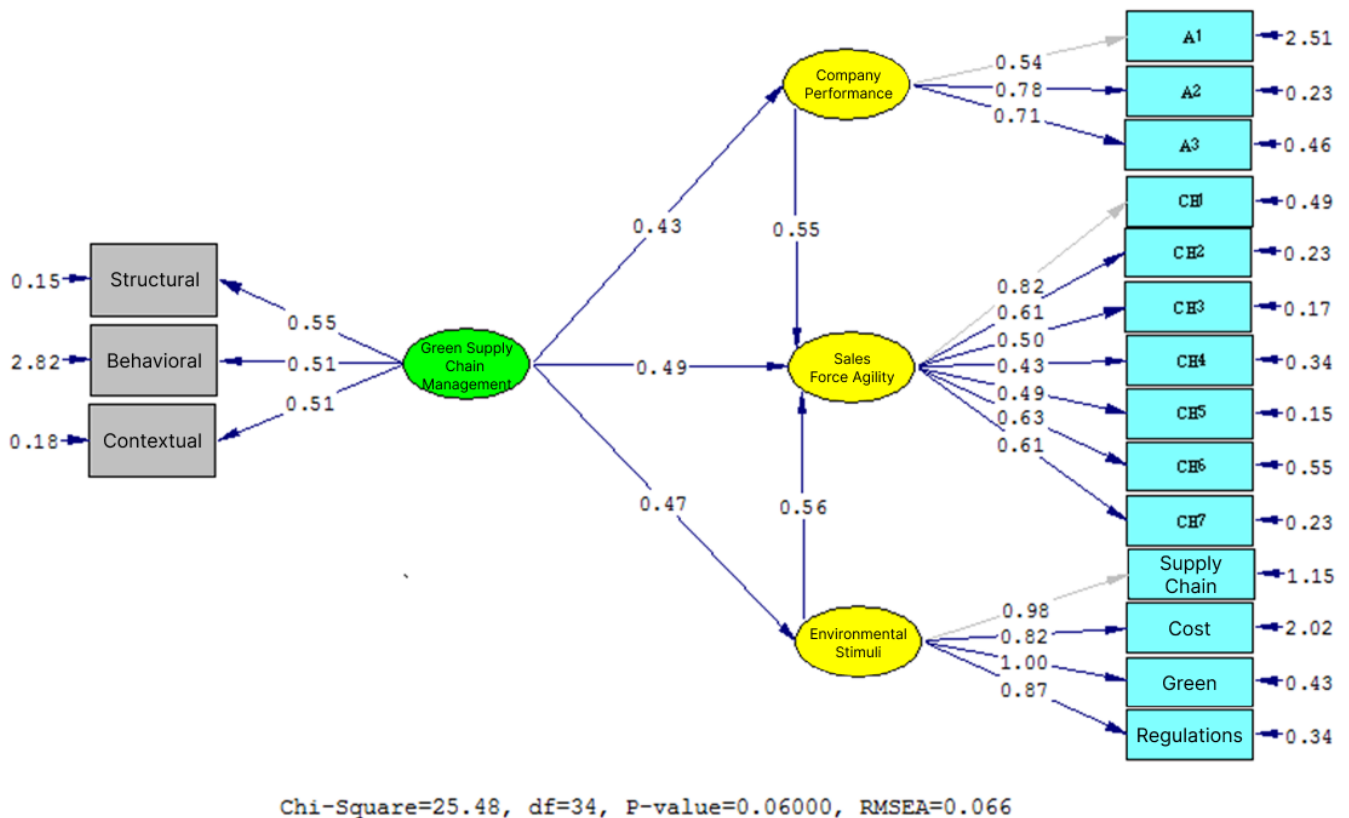 0.15
Structural
2.82
Behavioral
0.18
Contextual
0.55
0.51
0.51
Green Supply
Chain
Management
0.43
0.49
0.47
Company
Performance
0.55
Sales
Force Agility
0.56
Environmental
Stimuli
0.54
0.78
0.71
A1
2.51
A2
0.23
A3
0.46
0.82
0.61
0.50
0.43
0.49
0.63
0.61
CH1
0.49
CH2
0.23
CH3
0.17
CH4
0.34
CH5
0.15
CH6
0.55
CH7
0.23
0.98
0.82
1.00
0.87
Supply
Chain
1.15
Cost
2.02
Green
0.43
Regulations
0.34
Chi-Square=25.48, df=34, P-value=0.06000, RMSEA=0.066